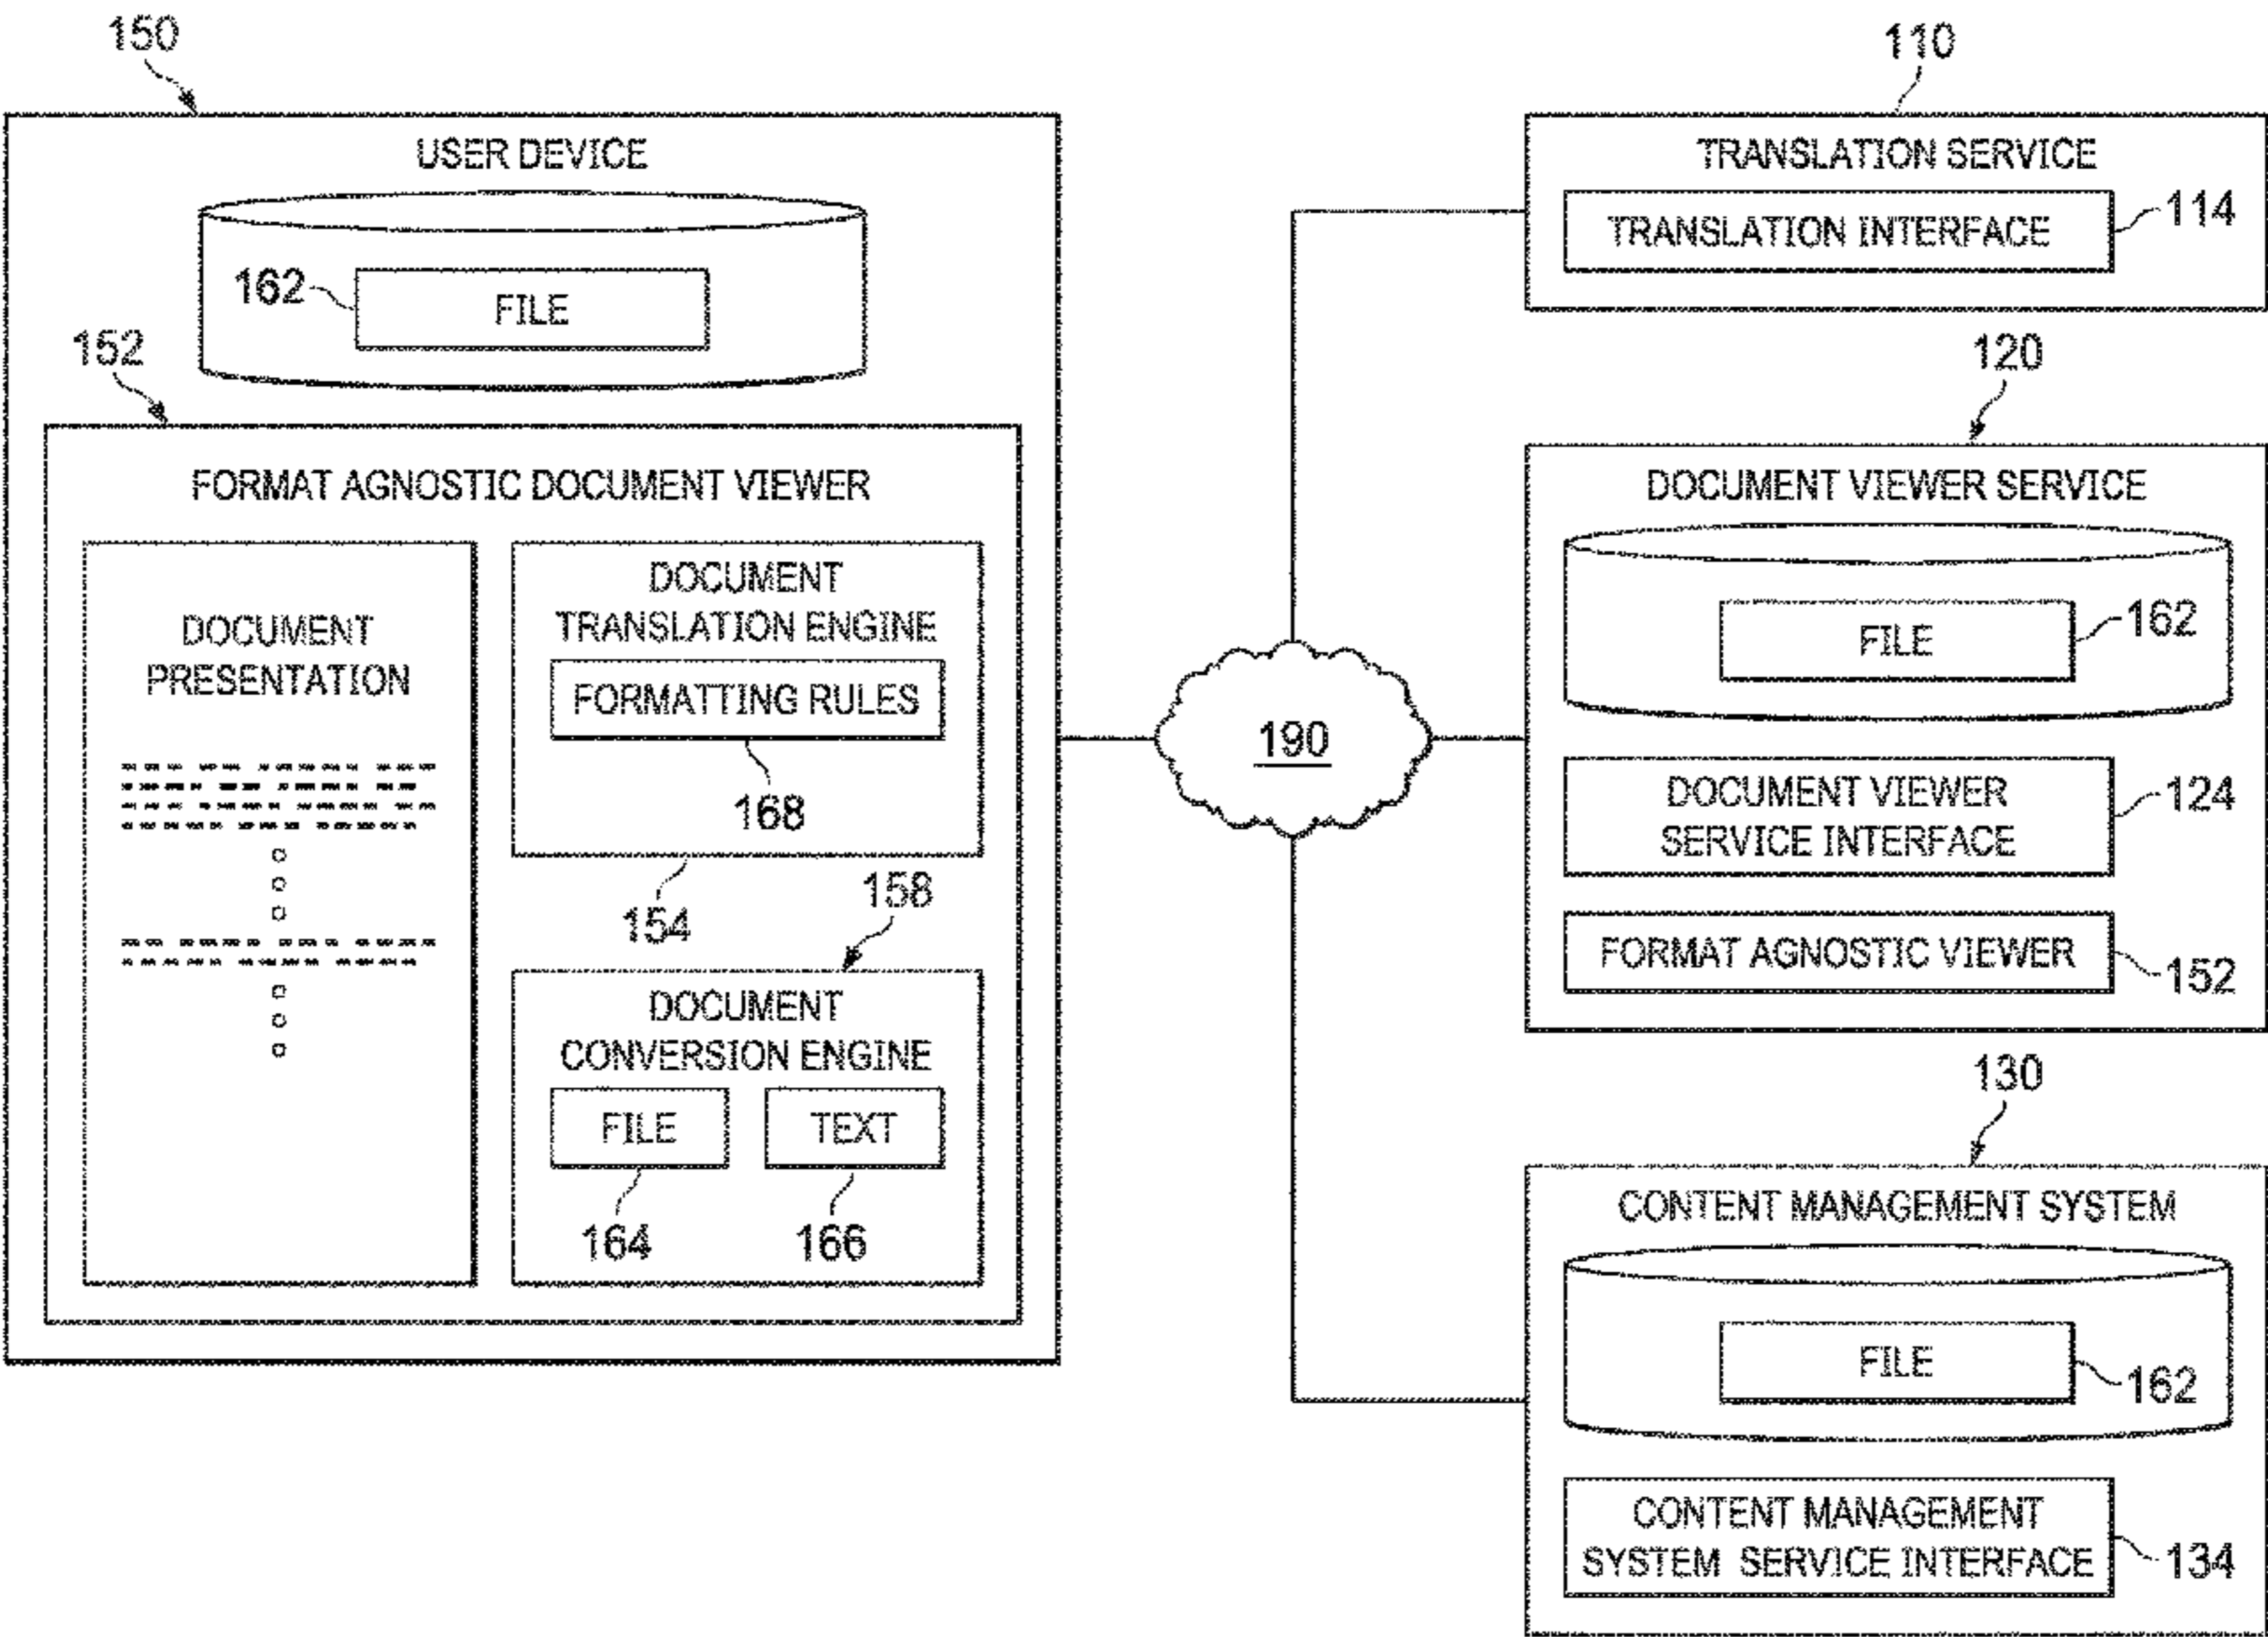 150
USER DEVICE
162
FILE
152
FORMAT AGNOSTIC DOCUMENT VIEWER
DOCUMENT
PRESENTATION
DOCUMENT
TRANSLATION ENGINE
FORMATTING RULES
168
154
158
DOCUMENT
CONVERSION ENGINE
FILE
TEXT
164
166
190
110
TRANSLATION SERVICE
TRANSLATION INTERFACE
114
120
DOCUMENT VIEWER SERVICE
FILE
162
DOCUMENT VIEWER
SERVICE INTERFACE
124
FORMAT AGNOSTIC VIEWER
152
130
CONTENT MANAGEMENT SYSTEM
FILE
162
CONTENT MANAGEMENT
SYSTEM SERVICE INTERFACE
134